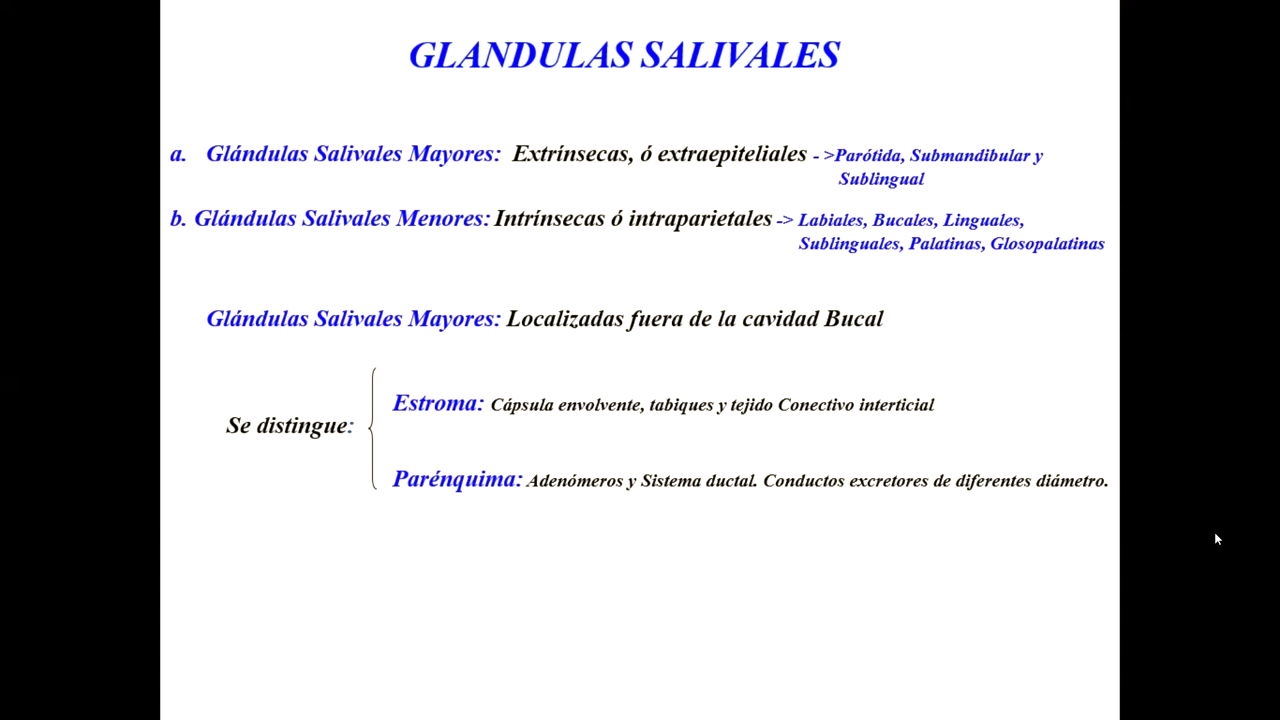 GLANDULAS SALIVALES
a. Glándulas Salivales Mayores: Extrínsecas, ó extraepiteliales - >Parótida, Submandibular y
Sublingual
b. Glándulas Salivales Menores: Intrínsecas ó intraparietales -> Labiales, Bucales, Linguales,
Sublinguales, Palatinas, Glosopalatinas
Glándulas Salivales Mayores: Localizadas fuera de la cavidad Bucal
Estroma: Cápsula envolvente, tabiques y tejido Conectivo interticial
Se distingue:
Parénquima: Adenómeros y Sistema ductal. Conductos excretores de diferentes diámetro.